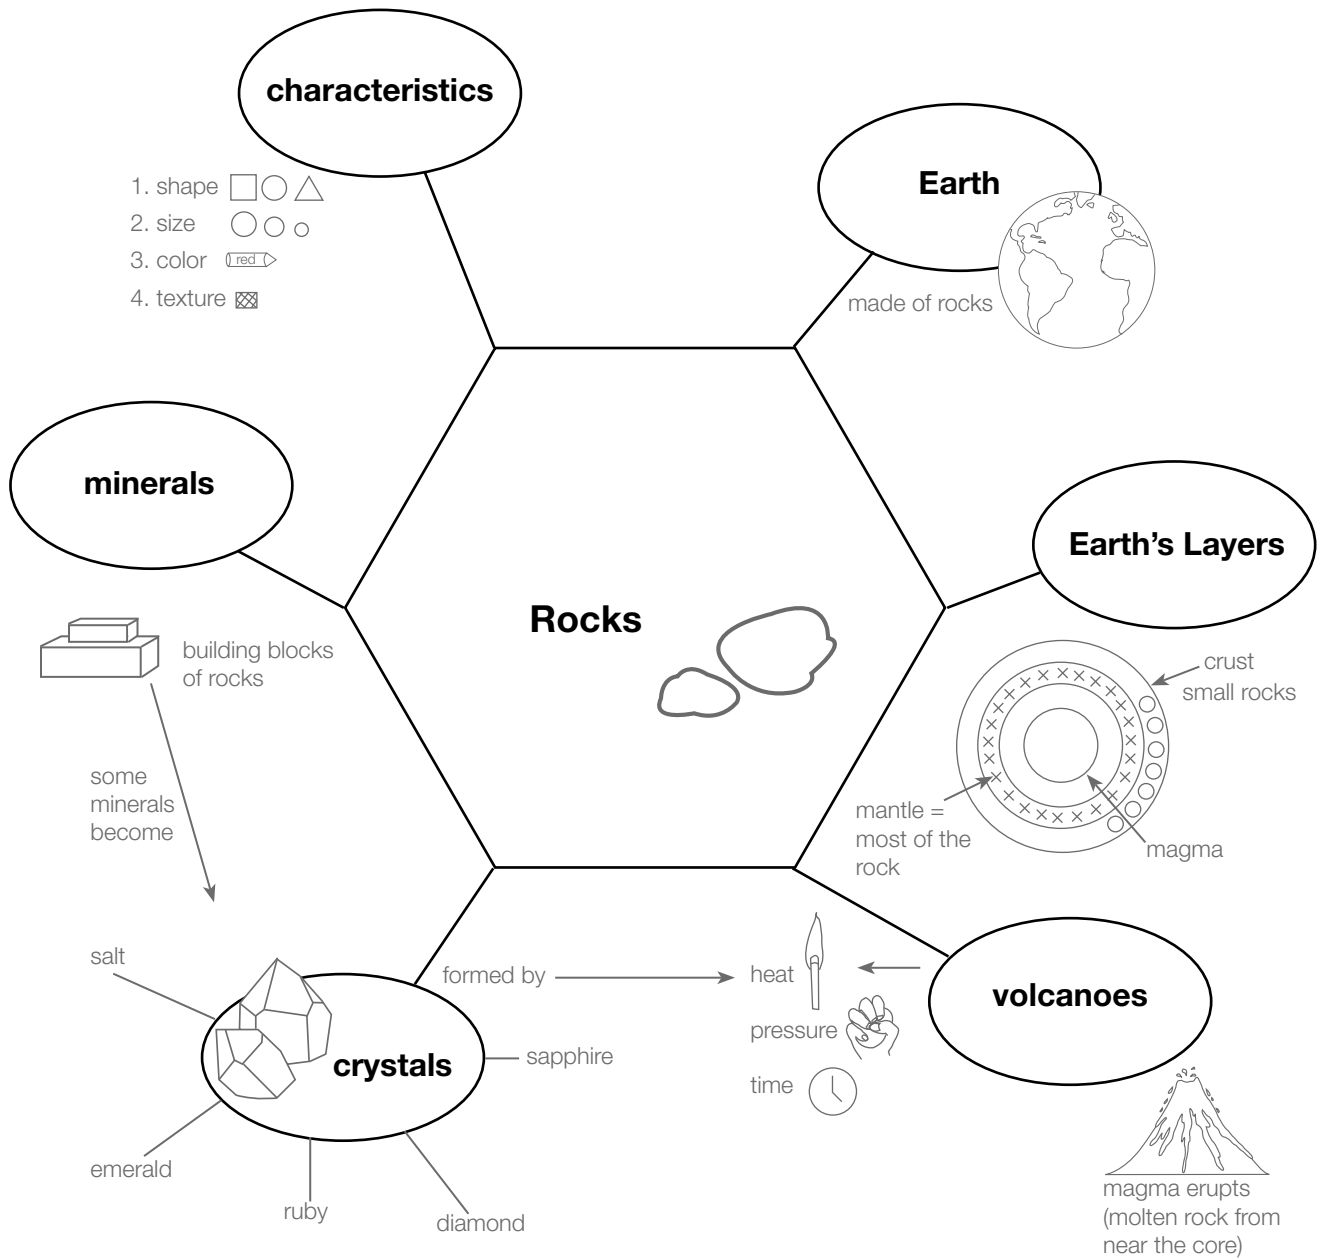 characteristics
1. shape
2. size
3. color red
4. texture
Earth
made of rocks
minerals
building blocks
of rocks
some
minerals
become
Rocks
Earth's Layers
crust
small rocks
mantle =
most of the
rock
magma
salt
crystals
sapphire
emerald
ruby
diamond
formed by
heat
pressure
time
volcanoes
magma erupts
(molten rock from
near the core)